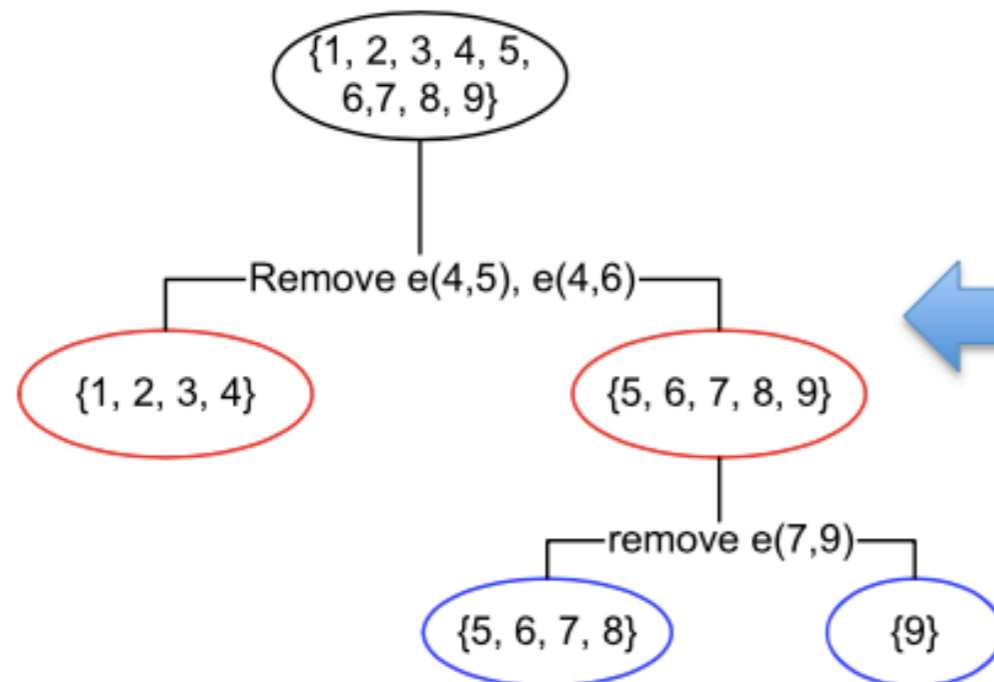 {1, 2, 3, 4, 5,
6,7, 8, 9}
Remove e(4,5), e(4,6)
{1, 2, 3, 4}
{5, 6, 7, 8, 9}
remove e(7,9)
{5, 6, 7, 8}
{9}